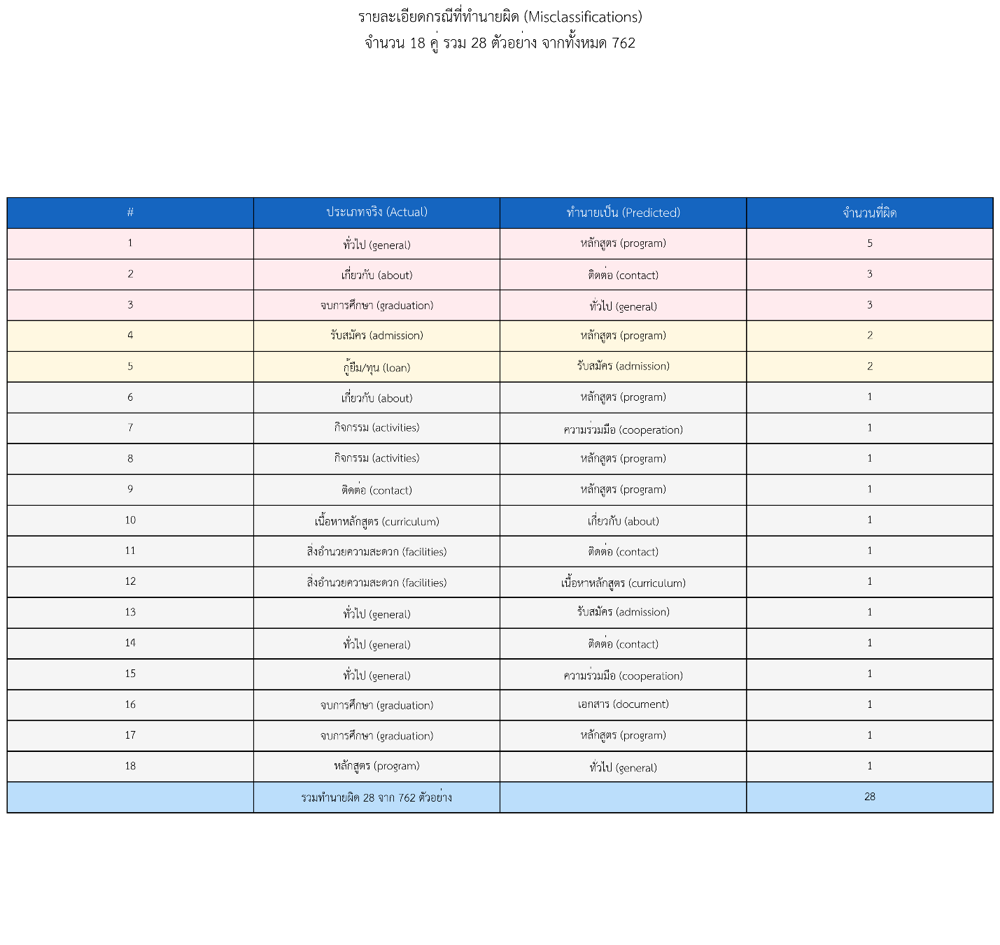 รายละเอียดกรณีที่ทำนายผิด (Misclassifications)
จำนวน 18 คู่ รวม 28 ตัวอย่าง จากทั้งหมด 762
# ประเภทจริง (Actual) ทำนายเป็น (Predicted) จำนวนที่ผิด
1 ทั่วไป (general) หลักสูตร (program) 5
2 เกี่ยวกับ (about) ติดต่อ (contact) 3
3 จบการศึกษา (graduation) ทั่วไป (general) 3
4 รับสมัคร (admission) หลักสูตร (program) 2
5 กู้ยืม/ทุน (loan) รับสมัคร (admission) 2
6 เกี่ยวกับ (about) หลักสูตร (program) 1
7 กิจกรรม (activities) ความร่วมมือ (cooperation) 1
8 กิจกรรม (activities) หลักสูตร (program) 1
9 ติดต่อ (contact) หลักสูตร (program) 1
10 เนื้อหาหลักสูตร (curriculum) เกี่ยวกับ (about) 1
11 สิ่งอำนวยความสะดวก (facilities) ติดต่อ (contact) 1
12 สิ่งอำนวยความสะดวก (facilities) เนื้อหาหลักสูตร (curriculum) 1
13 ทั่วไป (general) รับสมัคร (admission) 1
14 ทั่วไป (general) ติดต่อ (contact) 1
15 ทั่วไป (general) ความร่วมมือ (cooperation) 1
16 จบการศึกษา (graduation) เอกสาร (document) 1
17 จบการศึกษา (graduation) หลักสูตร (program) 1
18 หลักสูตร (program) ทั่วไป (general) 1
รวมทำนายผิด 28 จาก 762 ตัวอย่าง 28